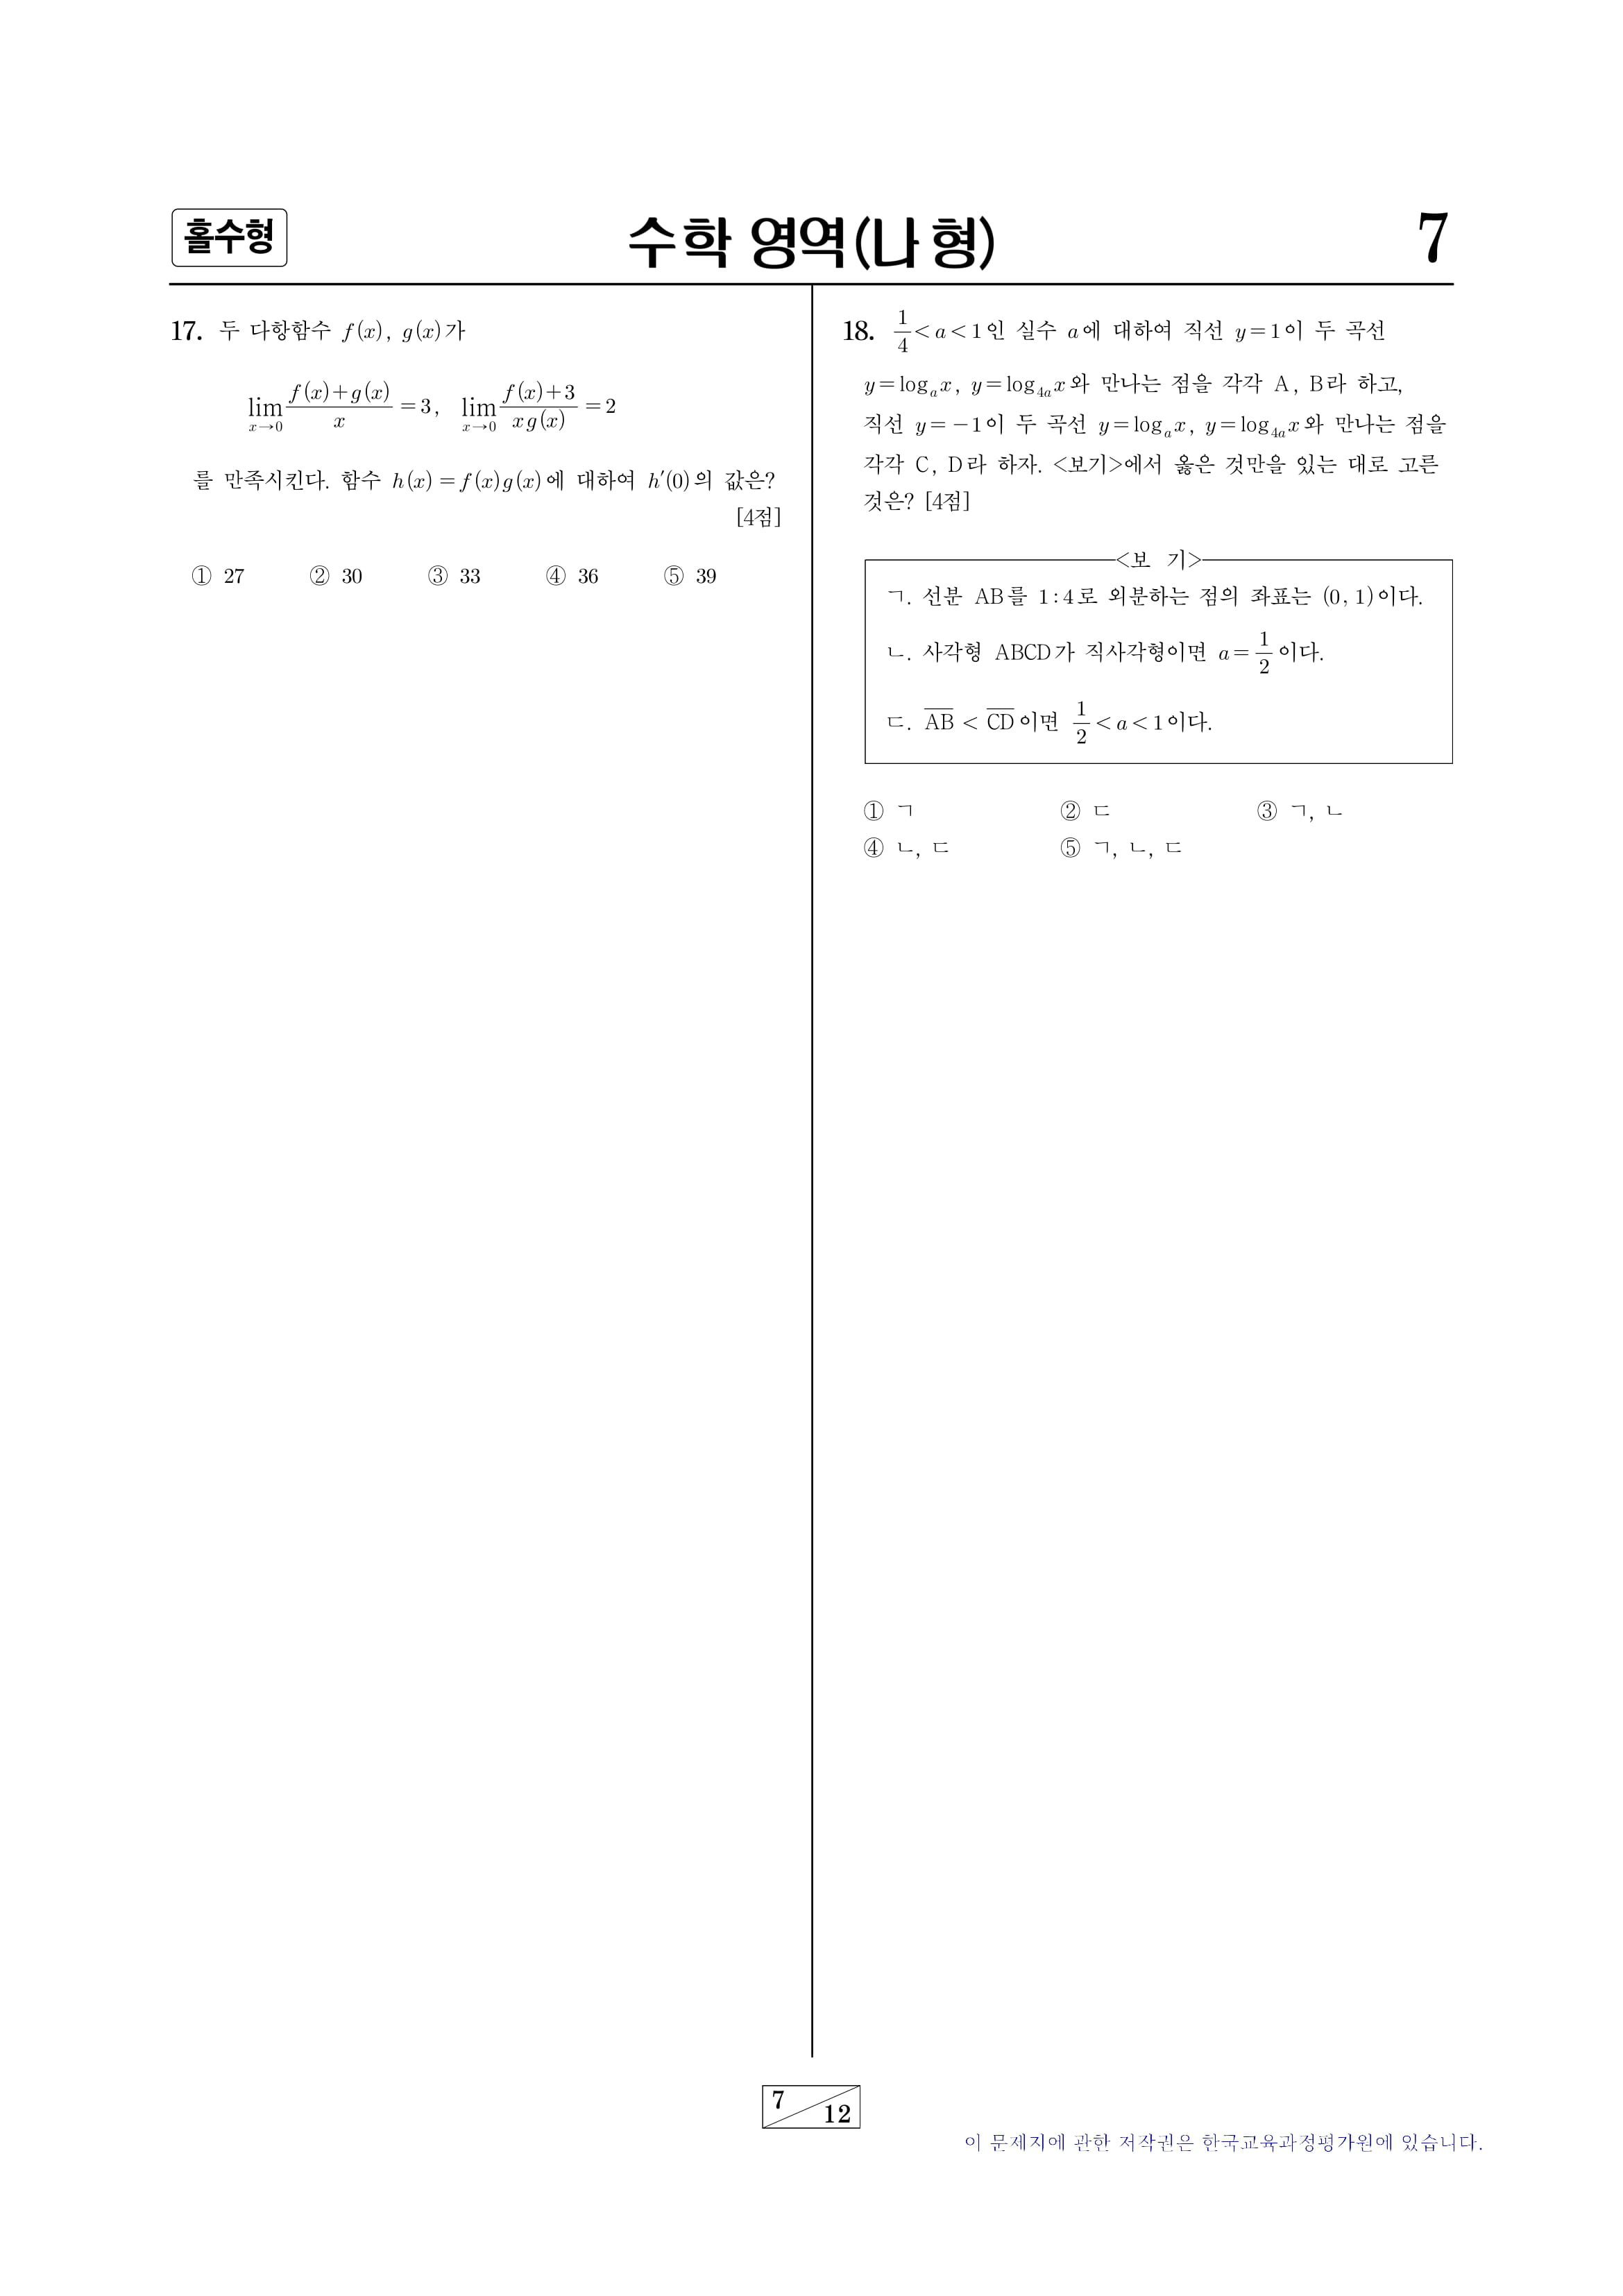 홀수형
수학 영역(나 형)
7
17. 두 다항함수 f(x), g(x)가
lim_{x→0} (f(x)+g(x))/x = 3, lim_{x→0} (f(x)+3)/(xg(x)) = 2
를 만족시킨다. 함수 h(x)=f(x)g(x)에 대하여 h′(0)의 값은?
[4점]
① 27 ② 30 ③ 33 ④ 36 ⑤ 39
18. 1/4<a<1인 실수 a에 대하여 직선 y=1이 두 곡선
y=log_a x, y=log_{4a} x와 만나는 점을 각각 A, B라 하고,
직선 y=−1이 두 곡선 y=log_a x, y=log_{4a} x와 만나는 점을
각각 C, D라 하자. <보기>에서 옳은 것만을 있는 대로 고른
것은? [4점]
<보 기>
ㄱ. 선분 AB를 1:4로 외분하는 점의 좌표는 (0, 1)이다.
ㄴ. 사각형 ABCD가 직사각형이면 a=1/2이다.
ㄷ. \overline{AB} < \overline{CD}이면 1/2<a<1이다.
① ㄱ ② ㄷ ③ ㄱ, ㄴ
④ ㄴ, ㄷ ⑤ ㄱ, ㄴ, ㄷ
7
12
이 문제지에 관한 저작권은 한국교육과정평가원에 있습니다.